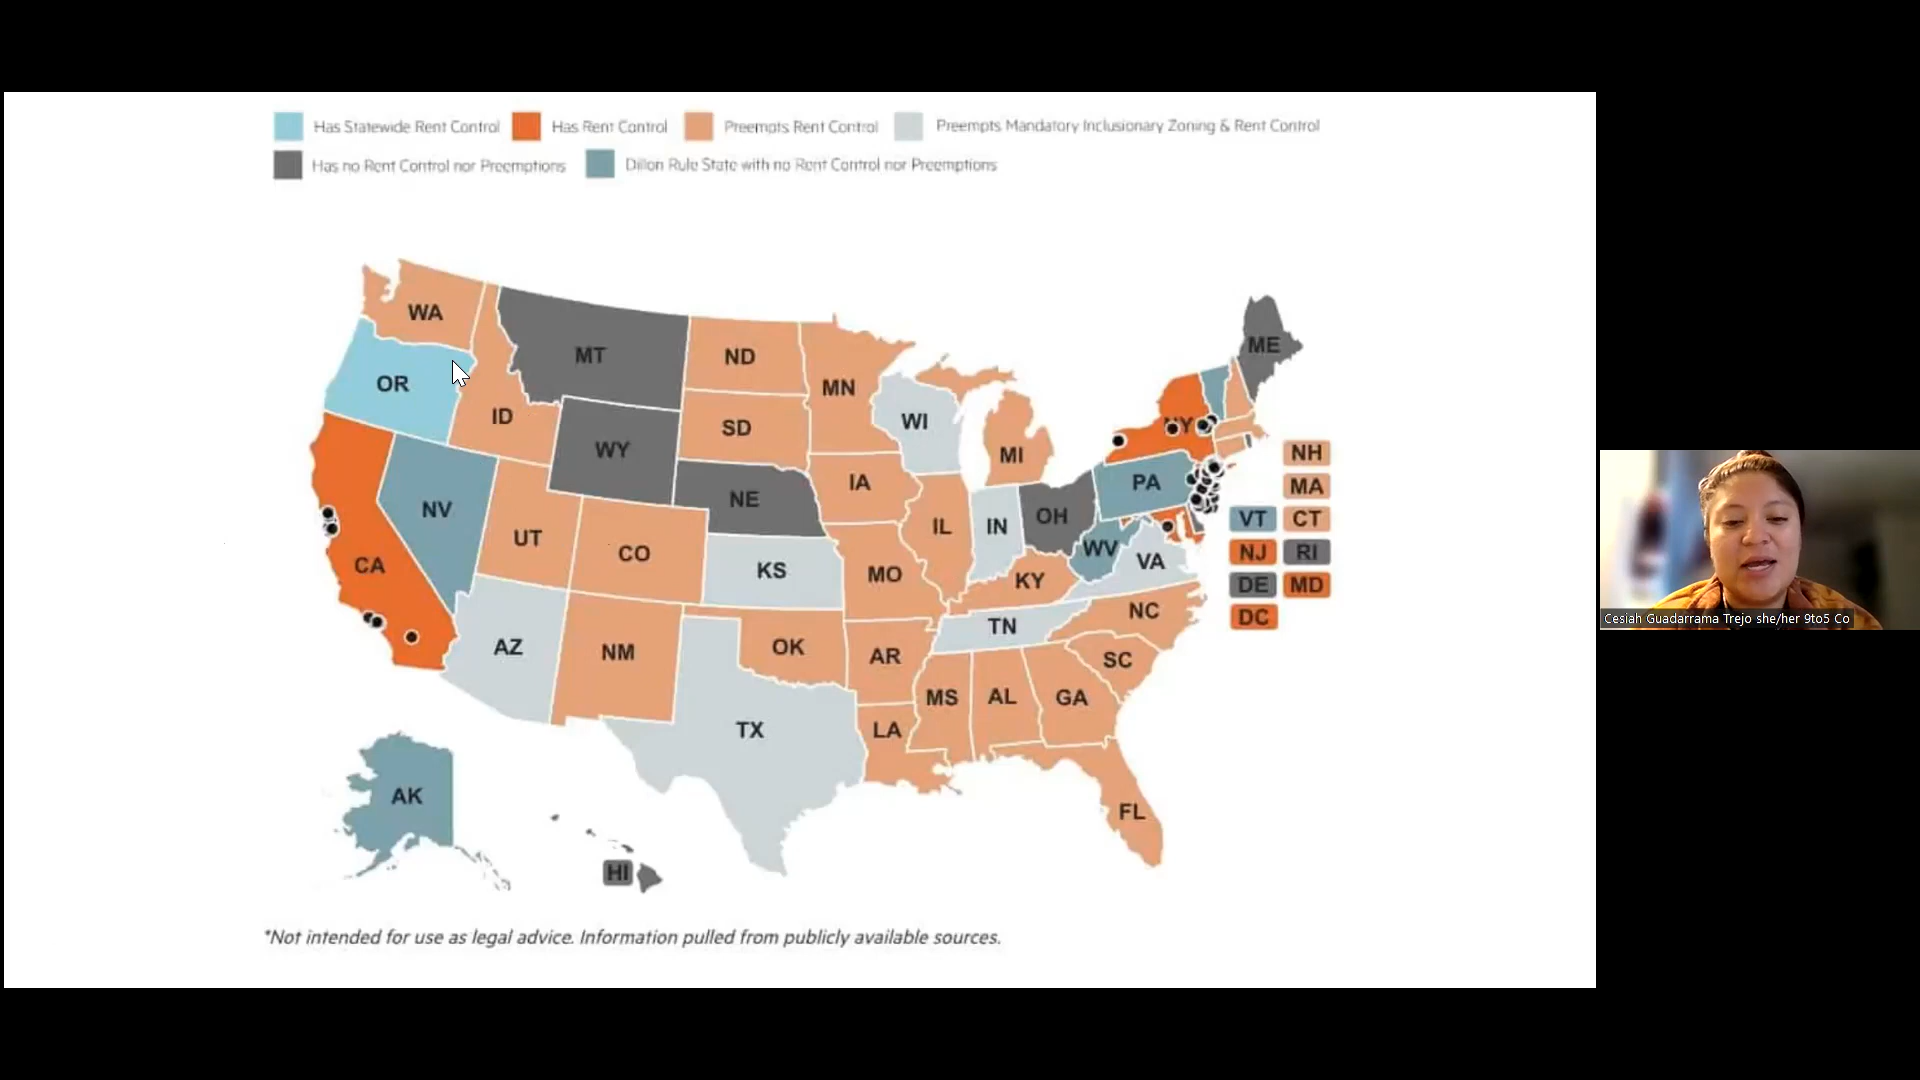 Has Statewide Rent Control
Has Rent Control
Preempts Rent Control
Preempts Mandatory Inclusionary Zoning & Rent Control
Has no Rent Control nor Preemptions
Dillon Rule State with no Rent Control nor Preemptions
WA
MT
ND
MN
OR
ID
WY
SD
WI
MI
NY
ME
NV
UT
CO
NE
IA
IL
IN
OH
PA
CA
KS
MO
KY
WV
VA
AZ
NM
OK
AR
TN
NC
SC
TX
LA
MS
AL
GA
FL
AK
HI
NH
MA
VT
CT
NJ
RI
DE
MD
DC
*Not intended for use as legal advice. Information pulled from publicly available sources.
Cesiah Guadarrama Trejo she/her 9to5 Co